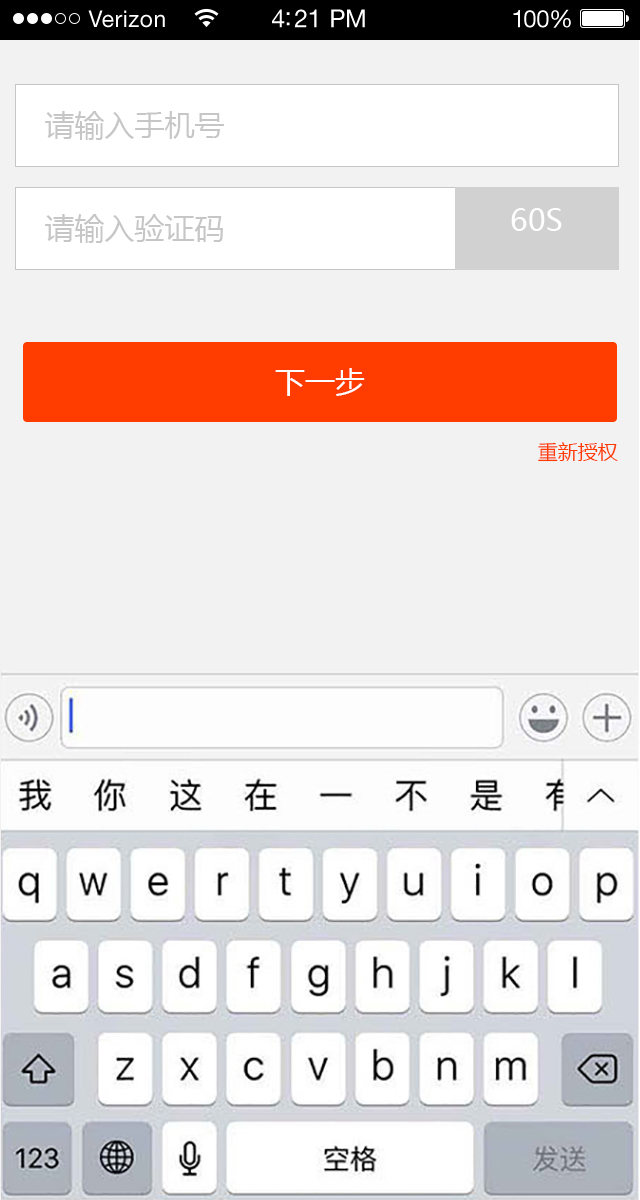 Verizon 4:21 PM 100%
请输入手机号
请输入验证码 60S
下一步
重新授权
我 你 这 在 一 不 是
q w e r t y u i o p
a s d f g h j k l
z x c v b n m
123 空格 发送